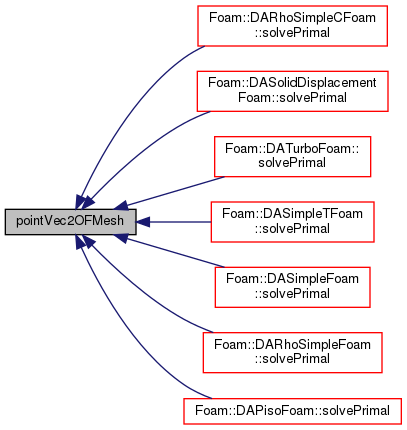 Foam::DARhoSimpleCFoam
::solvePrimal
Foam::DASolidDisplacement
Foam::solvePrimal
Foam::DATurboFoam::
solvePrimal
pointVec2OFMesh
Foam::DASimpleTFoam
::solvePrimal
Foam::DASimpleFoam
::solvePrimal
Foam::DARhoSimpleFoam
::solvePrimal
Foam::DAPisoFoam::solvePrimal